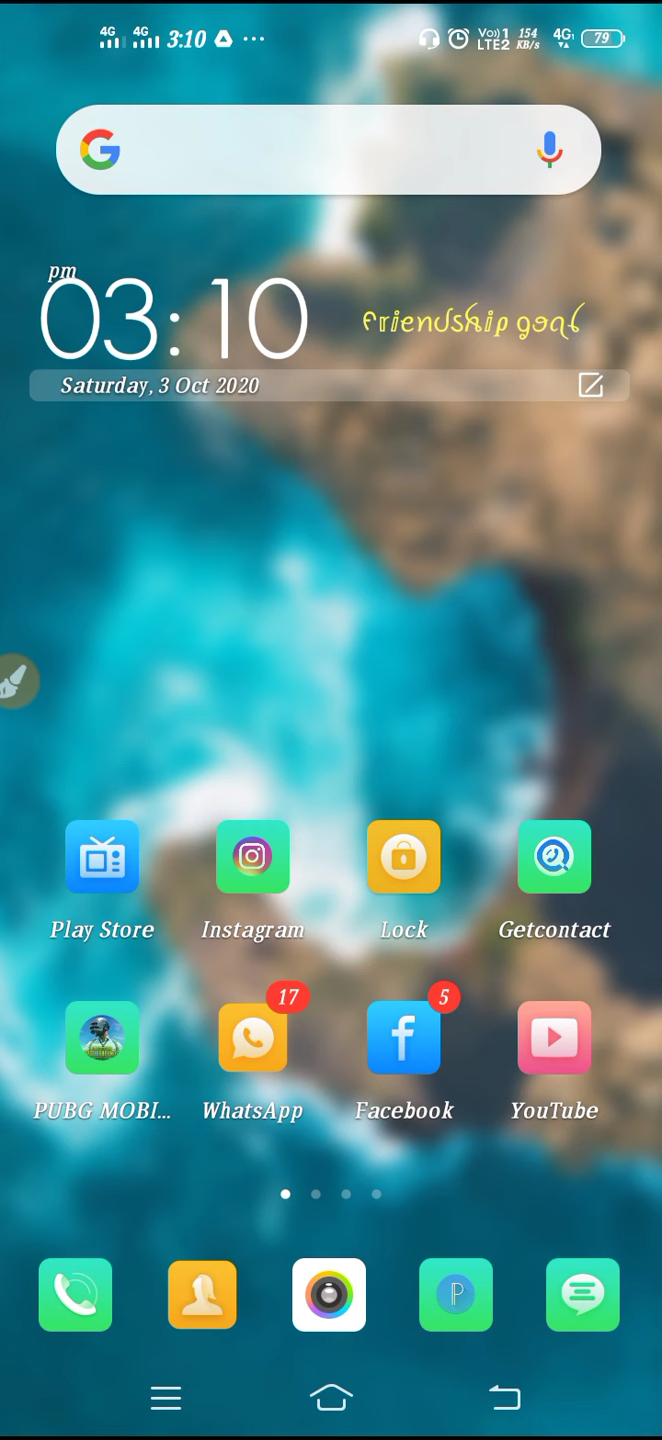 4G 4G 3:10 ... Vo))1 LTE2 154 KB/s 4G 79
G
pm
03:10
friendship goal
Saturday, 3 Oct 2020
Play Store Instagram Lock Getcontact
17 5
PUBG MOBI... WhatsApp Facebook YouTube
P